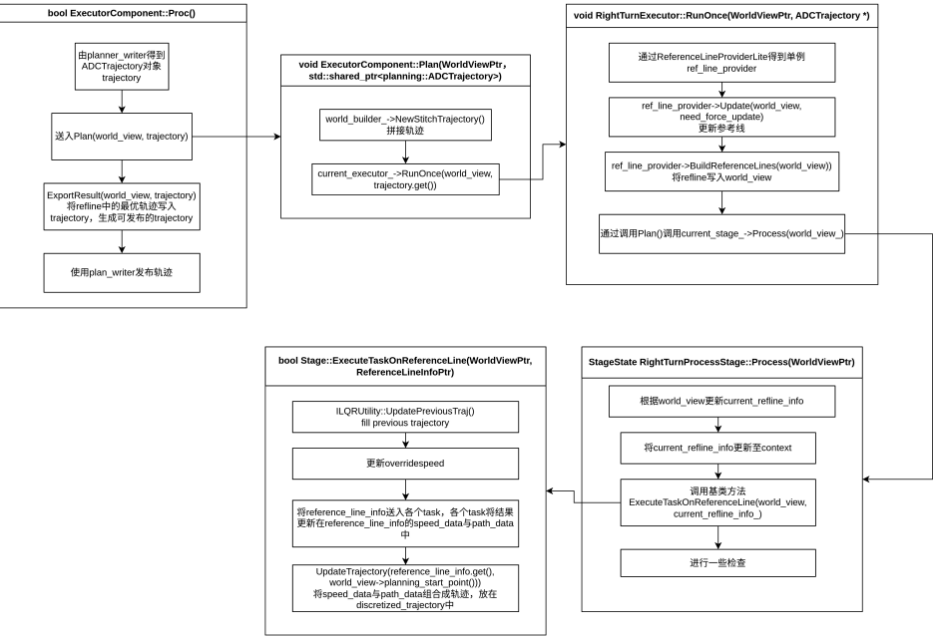 bool ExecutorComponent::Proc()
由planner_writer得到
ADCTrajectory对象
trajectory
送入Plan(world_view, trajectory)
ExportResult(world_view, trajectory)
将refline中的最优轨迹写入
trajectory，生成可发布的trajectory
使用plan_writer发布轨迹
void ExecutorComponent::Plan(WorldViewPtr，
std::shared_ptr<planning::ADCTrajectory>)
world_builder_->NewStitchTrajectory()
拼接轨迹
current_executor_->RunOnce(world_view,
trajectory.get())
void RightTurnExecutor::RunOnce(WorldViewPtr, ADCTrajectory *)
通过ReferenceLineProviderLite得到单例
ref_line_provider
ref_line_provider->Update(world_view,
need_force_update)
更新参考线
ref_line_provider->BuildReferenceLines(world_view))
将refline写入world_view
通过调用Plan()调用current_stage_->Process(world_view_)
StageState RightTurnProcessStage::Process(WorldViewPtr)
根据world_view更新current_refline_info
将current_refline_info更新至context
调用基类方法
ExecuteTaskOnReferenceLine(world_view,
current_refline_info_)
进行一些检查
bool Stage::ExecuteTaskOnReferenceLine(WorldViewPtr,
ReferenceLineInfoPtr)
ILQRUtility::UpdatePreviousTraj()
fill previous trajectory
更新overridespeed
将reference_line_info送入各个task，各个task将结果
更新在reference_line_info的speed_data与path_data
中
UpdateTrajectory(reference_line_info.get(),
world_view->planning_start_point()))
将speed_data与path_data组合成轨迹，放在
discretized_trajectory中